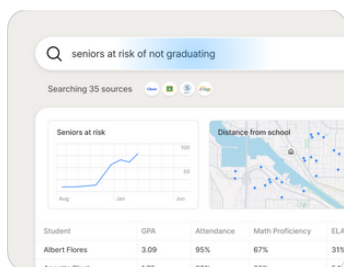 seniors at risk of not graduating
Searching 35 sources
Seniors at risk
Distance from school
100
50
Aug Jan Jun
Student GPA Attendance Math Proficiency ELA
Albert Flores 3.09 95% 67% 31%